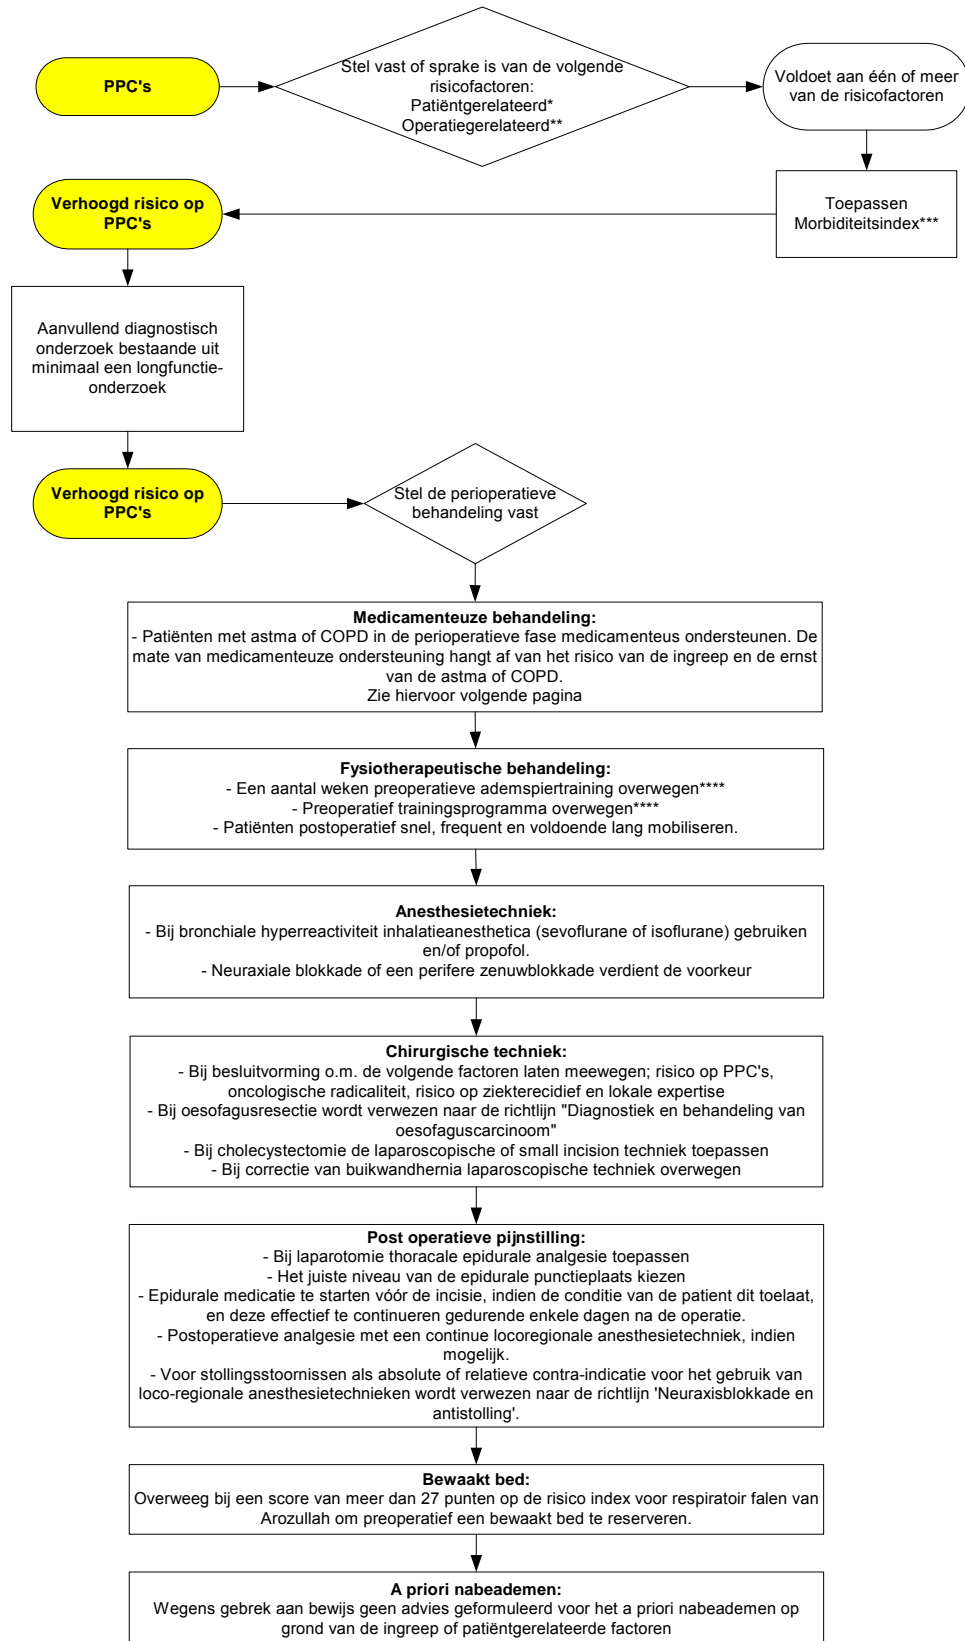 PPC's
Stel vast of sprake is van de volgende
risicofactoren:
Patiëntgerelateerd*
Operatiegerelateerd**
Voldoet aan één of meer
van de risicofactoren
Toepassen
Morbiditeitsindex***
Verhoogd risico op
PPC's
Aanvullend diagnostisch
onderzoek bestaande uit
minimaal een longfunctie-
onderzoek
Verhoogd risico op
PPC's
Stel de perioperatieve
behandeling vast
Medicamenteuze behandeling:
- Patiënten met astma of COPD in de perioperatieve fase medicamenteus ondersteunen. De
mate van medicamenteuze ondersteuning hangt af van het risico van de ingreep en de ernst
van de astma of COPD.
Zie hiervoor volgende pagina
Fysiotherapeutische behandeling:
- Een aantal weken preoperatieve ademspiertraining overwegen****
- Preoperatief trainingsprogramma overwegen****
- Patiënten postoperatief snel, frequent en voldoende lang mobiliseren.
Anesthesietechniek:
- Bij bronchiale hyperreactiviteit inhalatieanesthetica (sevoflurane of isoflurane) gebruiken
en/of propofol.
- Neuraxiale blokkade of een perifere zenuwblokkade verdient de voorkeur
Chirurgische techniek:
- Bij besluitvorming o.m. de volgende factoren laten meewegen; risico op PPC's,
oncologische radicaliteit, risico op ziekterecidief en lokale expertise
- Bij oesofagusresectie wordt verwezen naar de richtlijn "Diagnostiek en behandeling van
oesofaguscarcinoom"
- Bij cholecystectomie de laparoscopische of small incision techniek toepassen
- Bij correctie van buikwandhernia laparoscopische techniek overwegen
Post operatieve pijnstilling:
- Bij laparotomie thoracale epidurale analgesie toepassen
- Het juiste niveau van de epidurale punctieplaats kiezen
- Epidurale medicatie te starten vóór de incisie, indien de conditie van de patient dit toelaat,
en deze effectief te continueren gedurende enkele dagen na de operatie.
- Postoperatieve analgesie met een continue locoregionale anesthesietechniek, indien
mogelijk.
- Voor stollingsstoornissen als absolute of relatieve contra-indicatie voor het gebruik van
loco-regionale anesthesietechnieken wordt verwezen naar de richtlijn 'Neuraxisblokkade en
antistolling'.
Bewaakt bed:
Overweeg bij een score van meer dan 27 punten op de risico index voor respiratoir falen van
Arozullah om preoperatief een bewaakt bed te reserveren.
A priori nabeademen:
Wegens gebrek aan bewijs geen advies geformuleerd voor het a priori nabeademen op
grond van de ingreep of patiëntgerelateerde factoren